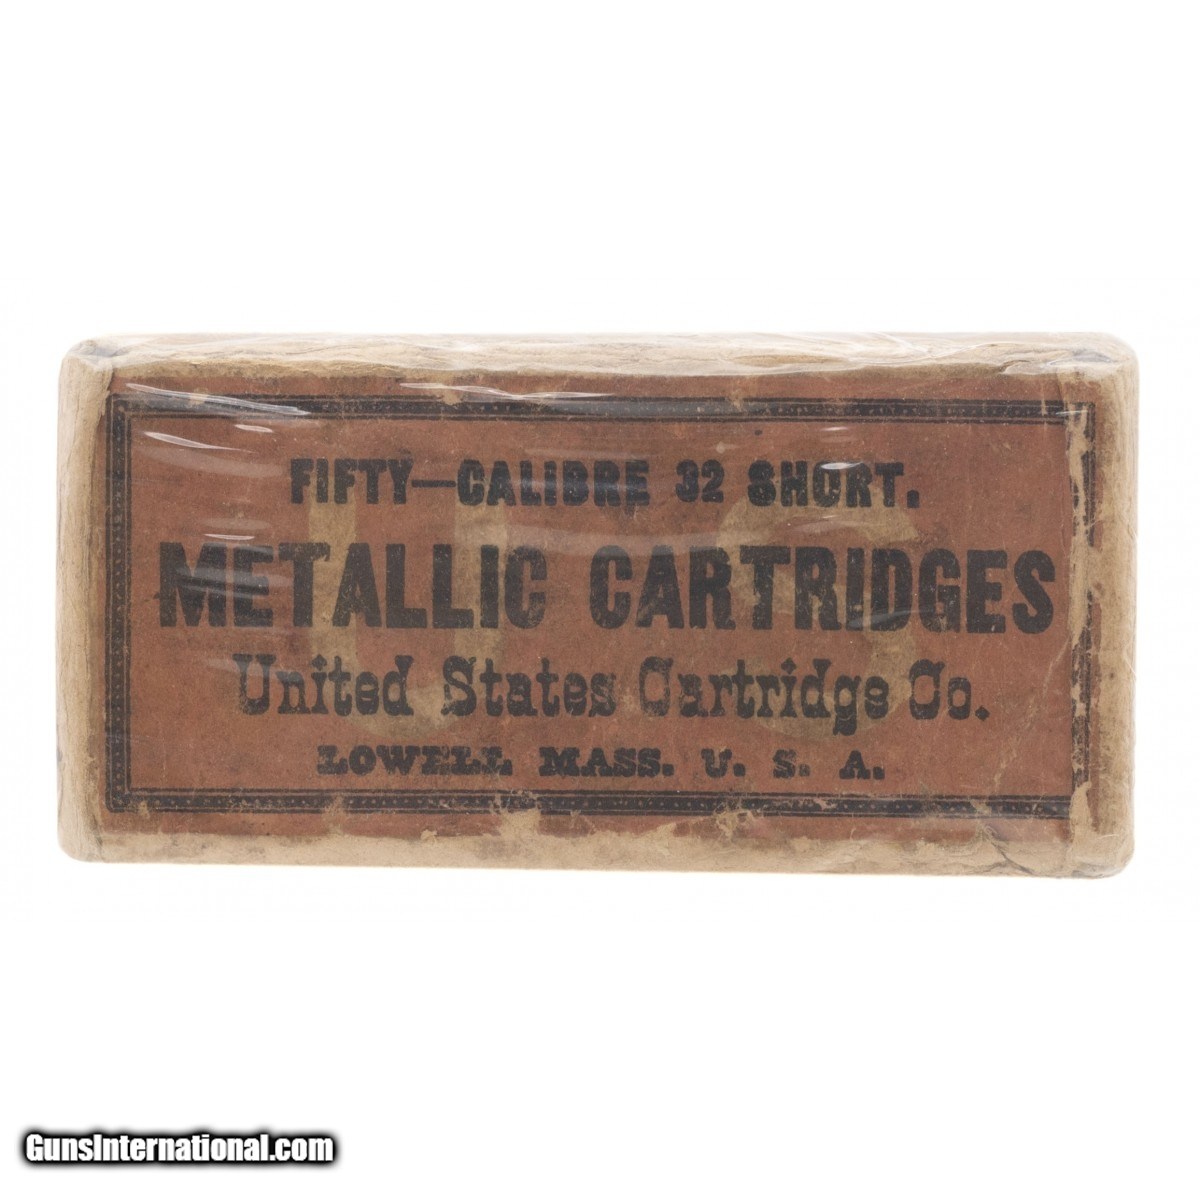 FIFTY—CALIBRE 32 SHORT.
METALLIC CARTRIDGES
U S
United States Cartridge Co.
LOWELL MASS. U. S. A.
GunsInternational.com